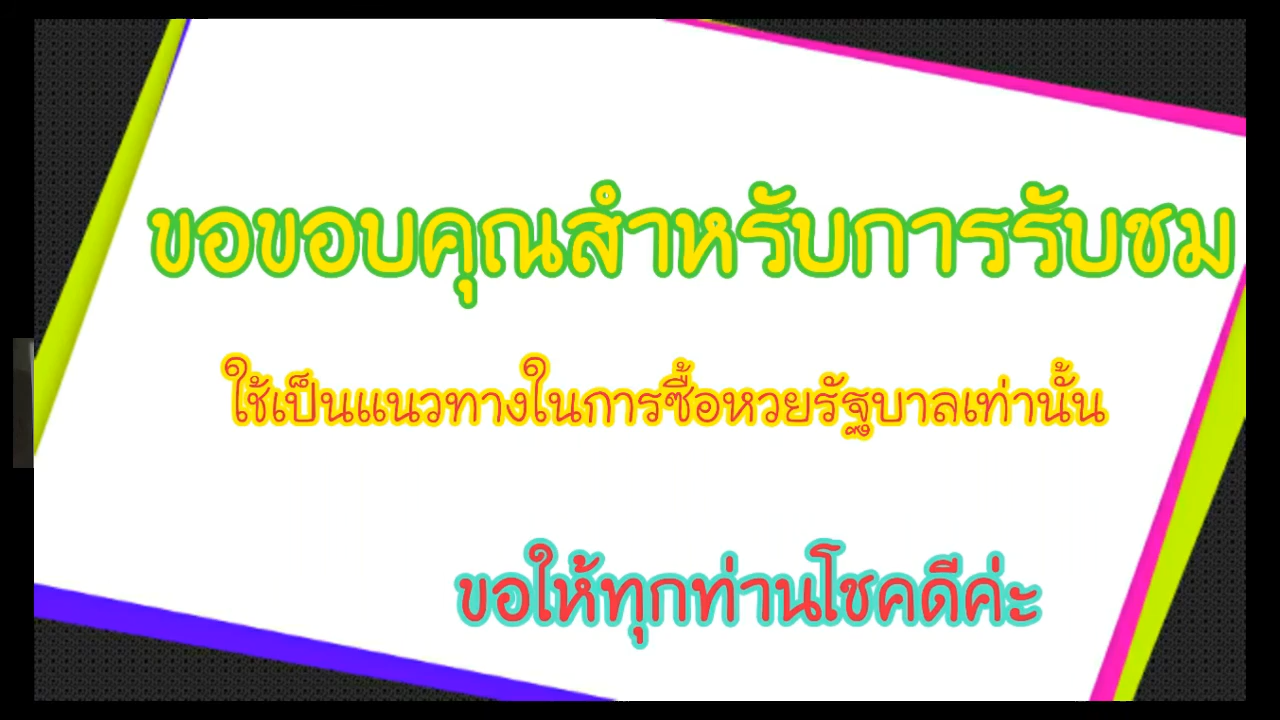 ขอขอบคุณสำหรับการรับชม
ใช้เป็นแนวทางในการซื้อหวยรัฐบาลเท่านั้น
ขอให้ทุกท่านโชคดีค่ะ